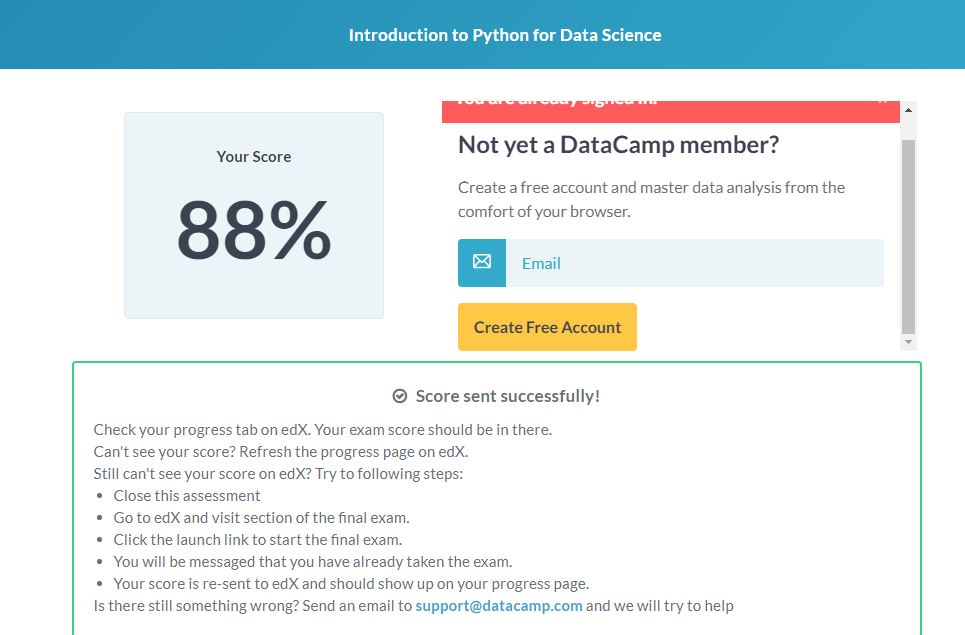 Introduction to Python for Data Science
Your Score
88%
You are already signed in!
Not yet a DataCamp member?
Create a free account and master data analysis from the
comfort of your browser.
Email
Create Free Account
Score sent successfully!
Check your progress tab on edX. Your exam score should be in there.
Can't see your score? Refresh the progress page on edX.
Still can't see your score on edX? Try to following steps:
• Close this assessment
• Go to edX and visit section of the final exam.
• Click the launch link to start the final exam.
• You will be messaged that you have already taken the exam.
• Your score is re-sent to edX and should show up on your progress page.
Is there still something wrong? Send an email to support@datacamp.com and we will try to help